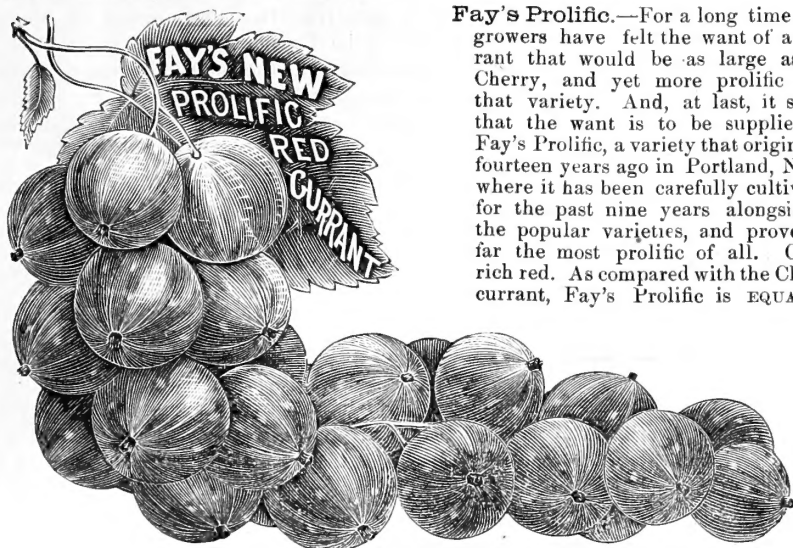 FAY'S NEW
PROLIFIC
RED
CURRANT
Fay's Prolific.—For a long time
growers have felt the want of a
rant that would be as large a
Cherry, and yet more prolific
that variety. And, at last, it s
that the want is to be supplie
Fay's Prolific, a variety that origin
fourteen years ago in Portland, N
where it has been carefully cultiv
for the past nine years alongsi
the popular varieties, and prove
far the most prolific of all. C
rich red. As compared with the Ch
currant, Fay's Prolific is EQUA